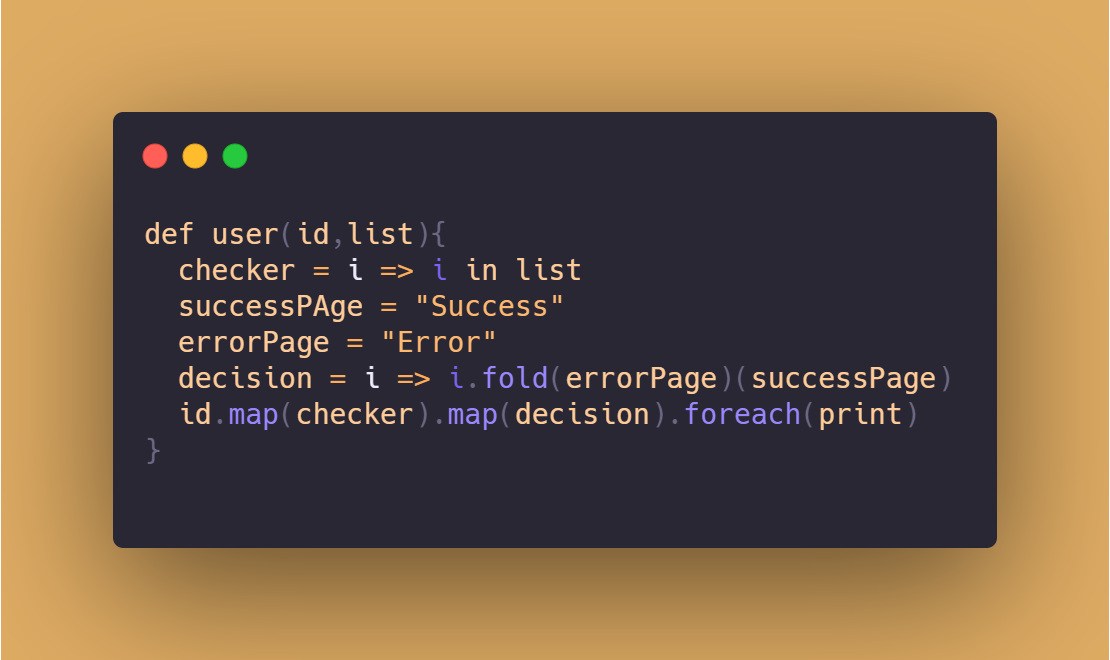 def user(id,list){
  checker = i => i in list
  successPAge = "Success"
  errorPage = "Error"
  decision = i => i.fold(errorPage)(successPage)
  id.map(checker).map(decision).foreach(print)
}